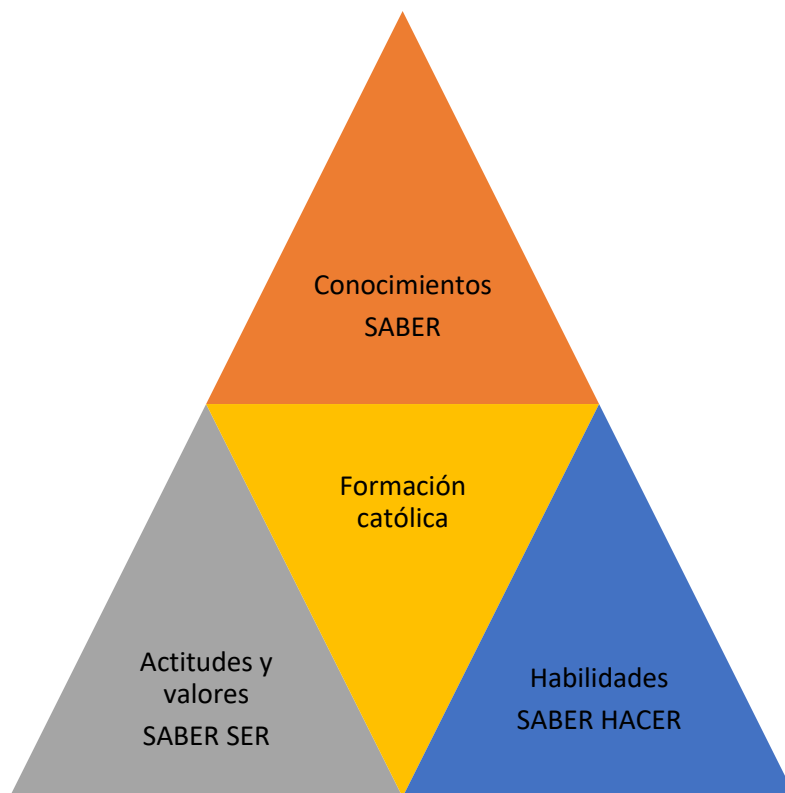 Conocimientos
SABER
Formación
católica
Actitudes y
valores
SABER SER
Habilidades
SABER HACER